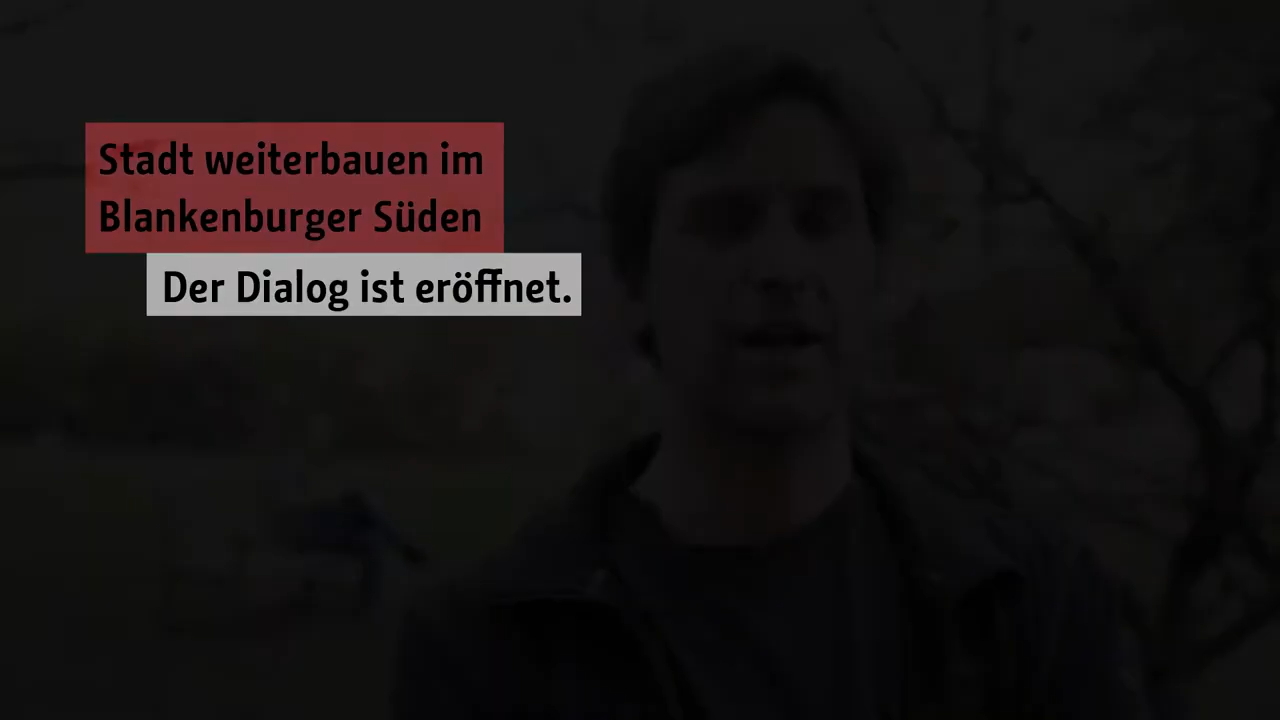 Stadt weiterbauen im
Blankenburger Süden
Der Dialog ist eröffnet.